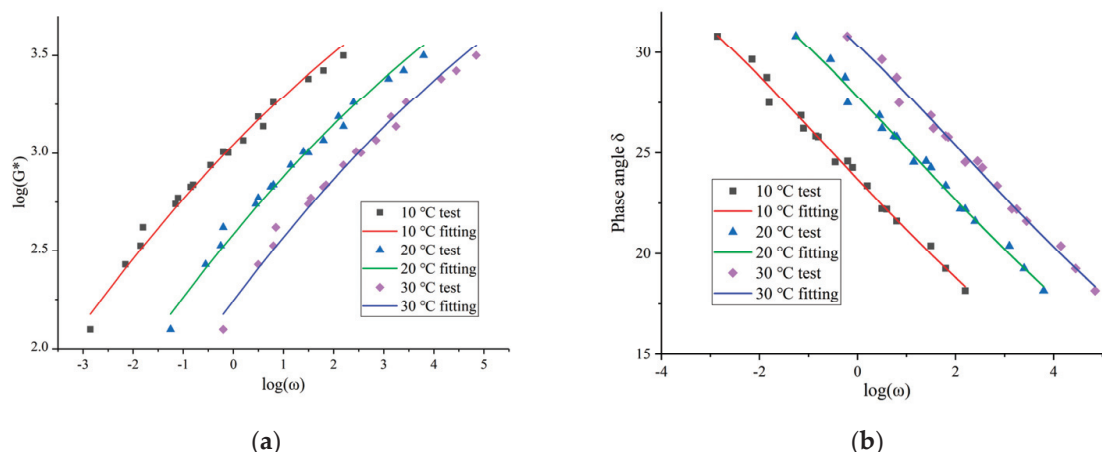 3.5
3.0
2.5
2.0
log(G*)
10 ℃ test
10 ℃ fitting
20 ℃ test
20 ℃ fitting
30 ℃ test
30 ℃ fitting
-3 -2 -1 0 1 2 3 4 5
log(ω)
(a)
30
25
20
15
Phase angle δ
10 ℃ test
10 ℃ fitting
20 ℃ test
20 ℃ fitting
30 ℃ test
30 ℃ fitting
-4 -2 0 2 4
log(ω)
(b)